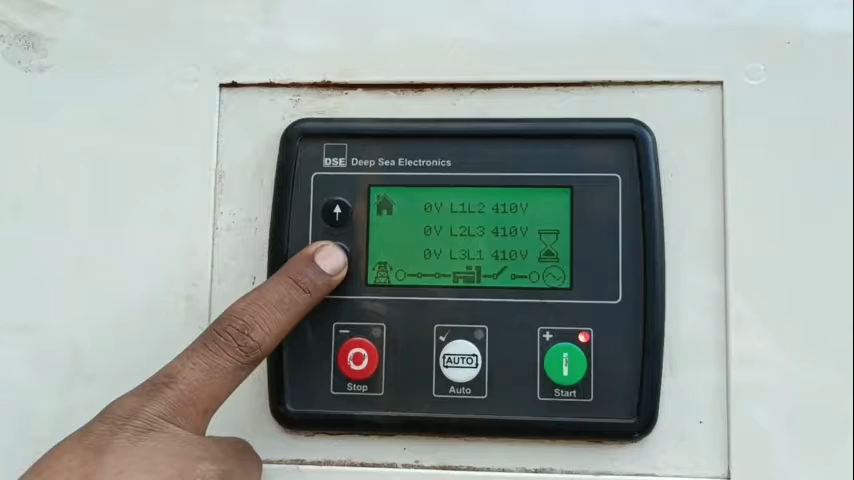 DSE Deep Sea Electronics
0V L1L2 410V
0V L2L3 410V
0V L3L1 410V
Stop
AUTO
Auto
Start